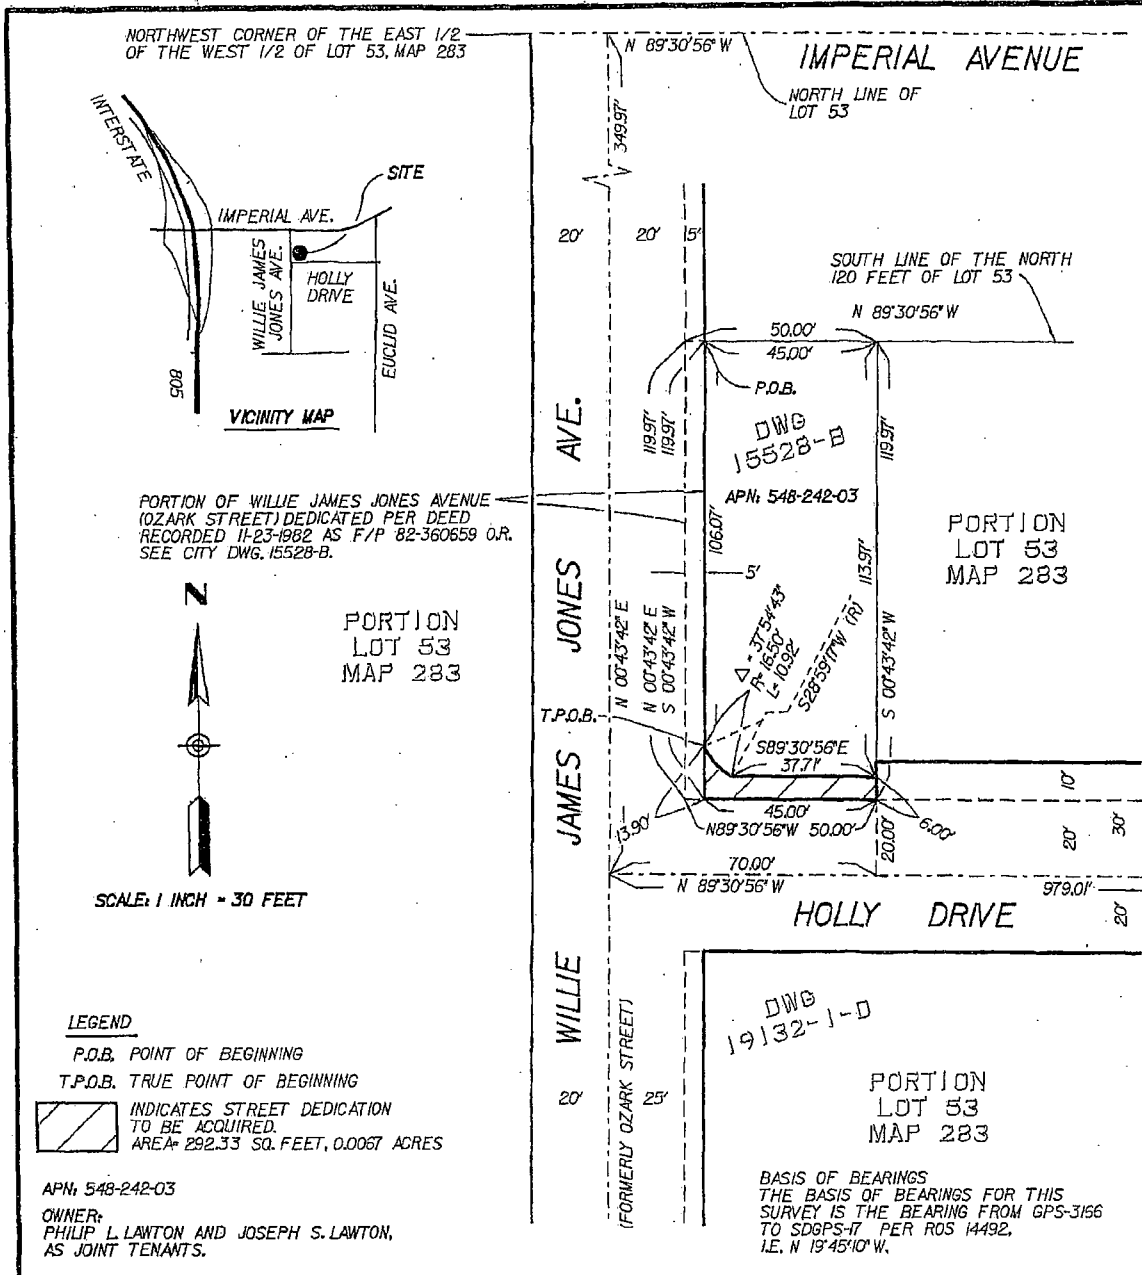 NORTHWEST CORNER OF THE EAST 1/2
OF THE WEST 1/2 OF LOT 53, MAP 283
N 89°30'56" W
IMPERIAL AVENUE
NORTH LINE OF
LOT 53
349.97'
INTERSTATE
805
SITE
IMPERIAL AVE.
WILLIE JAMES
JONES AVE.
HOLLY
DRIVE
EUCLID AVE.
VICINITY MAP
20'
20'
5'
SOUTH LINE OF THE NORTH
120 FEET OF LOT 53
N 89°30'56" W
50.00'
45.00'
P.O.B.
119.97'
119.97'
119.97'
DWG
15528-B
APN: 548-242-03
PORTION OF WILLIE JAMES JONES AVENUE
(OZARK STREET) DEDICATED PER DEED
RECORDED 11-23-1982 AS F/P 82-360659 O.R.
SEE CITY DWG. 15528-B.
106.07'
113.97'
PORTION
LOT 53
MAP 283
5'
N
PORTION
LOT 53
MAP 283
N 00°43'42" E
N 00°43'42" E
S 00°43'42" W
Δ = 37°54'43"
R= 16.50'
L= 10.92'
S28°59'17"W (R)
S 00°43'42" W
T.P.O.B.
S89°30'56"E
37.71'
45.00'
N89°30'56"W 50.00'
13.90'
6.00'
20.00'
10'
20'
30'
70.00'
N 89°30'56" W
979.01'
20'
SCALE: 1 INCH = 30 FEET
HOLLY DRIVE
WILLIE JAMES JONES AVE.
(FORMERLY OZARK STREET)
20'
25'
DWG
19132-1-D
PORTION
LOT 53
MAP 283
LEGEND
P.O.B. POINT OF BEGINNING
T.P.O.B. TRUE POINT OF BEGINNING
INDICATES STREET DEDICATION
TO BE ACQUIRED.
AREA= 292.33 SQ. FEET, 0.0067 ACRES
APN: 548-242-03
OWNER:
PHILIP L. LAWTON AND JOSEPH S. LAWTON,
AS JOINT TENANTS.
BASIS OF BEARINGS
THE BASIS OF BEARINGS FOR THIS
SURVEY IS THE BEARING FROM GPS-3166
TO SDGPS-17 PER ROS 14492,
I.E. N 19°45'10" W.